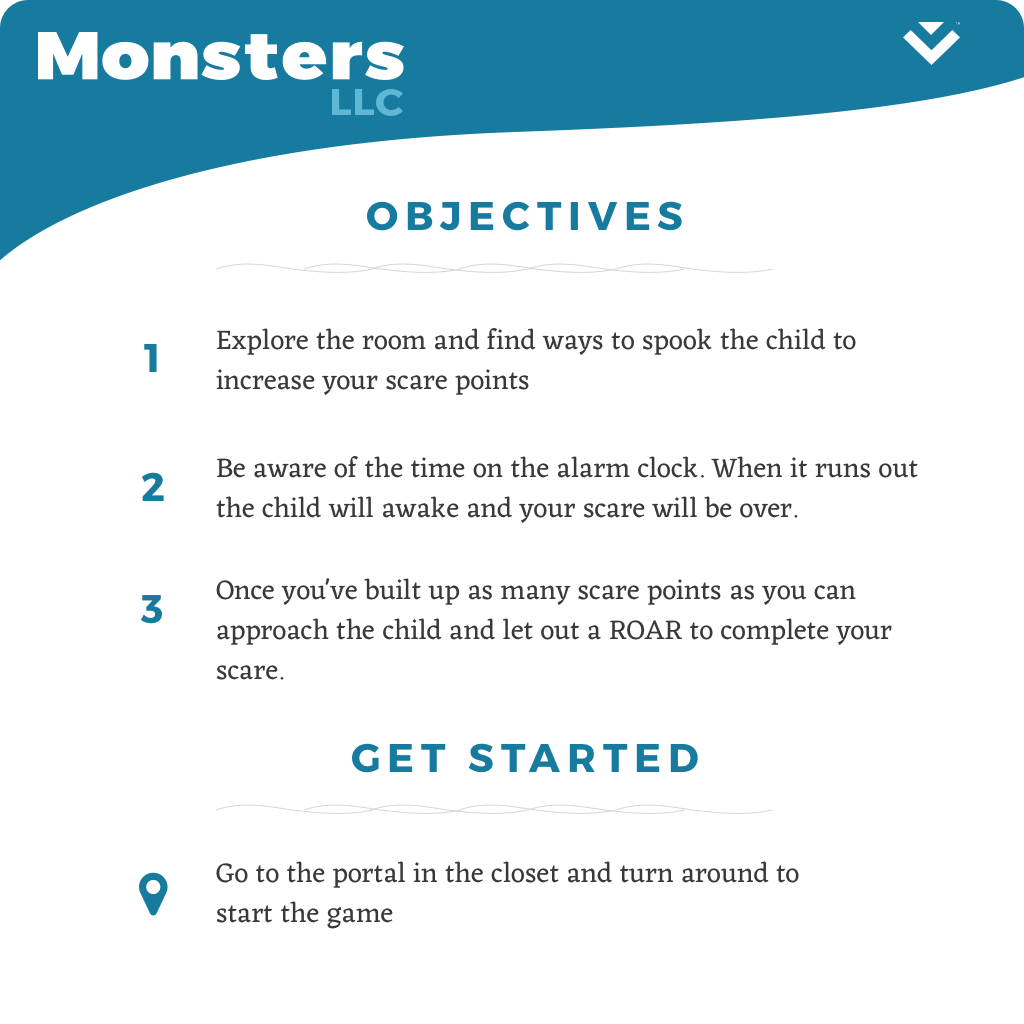 Monsters
LLC
OBJECTIVES
1
Explore the room and find ways to spook the child to
increase your scare points
2
Be aware of the time on the alarm clock. When it runs out
the child will awake and your scare will be over.
3
Once you've built up as many scare points as you can
approach the child and let out a ROAR to complete your
scare.
GET STARTED
Go to the portal in the closet and turn around to
start the game